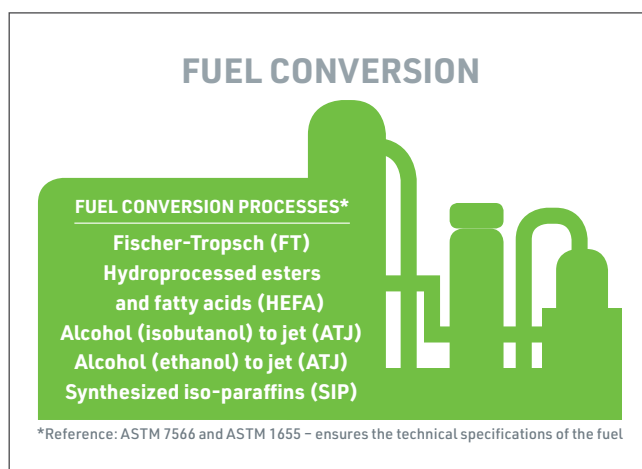 FUEL CONVERSION
FUEL CONVERSION PROCESSES*
Fischer-Tropsch (FT)
Hydroprocessed esters
and fatty acids (HEFA)
Alcohol (isobutanol) to jet (ATJ)
Alcohol (ethanol) to jet (ATJ)
Synthesized iso-paraffins (SIP)
*Reference: ASTM 7566 and ASTM 1655 – ensures the technical specifications of the fuel